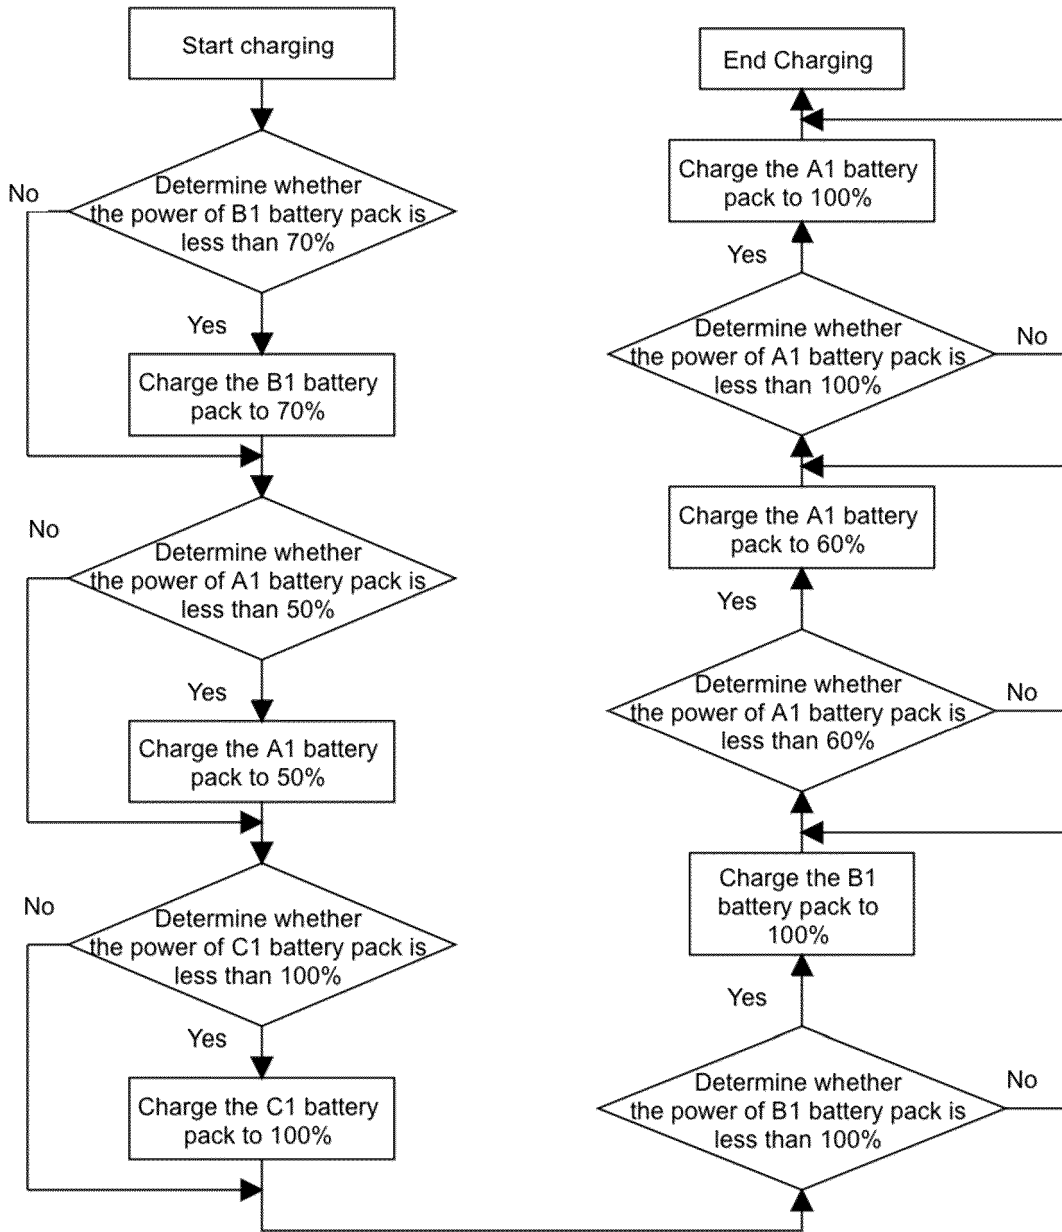 Start charging
Determine whether
the power of B1 battery pack is
less than 70%
No
Yes
Charge the B1 battery
pack to 70%
Determine whether
the power of A1 battery pack is
less than 50%
No
Yes
Charge the A1 battery
pack to 50%
Determine whether
the power of C1 battery pack is
less than 100%
No
Yes
Charge the C1 battery
pack to 100%
End Charging
Charge the A1 battery
pack to 100%
Yes
Determine whether
the power of A1 battery pack is
less than 100%
No
Charge the A1 battery
pack to 60%
Yes
Determine whether
the power of A1 battery pack is
less than 60%
No
Charge the B1
battery pack to
100%
Yes
Determine whether
the power of B1 battery pack is
less than 100%
No